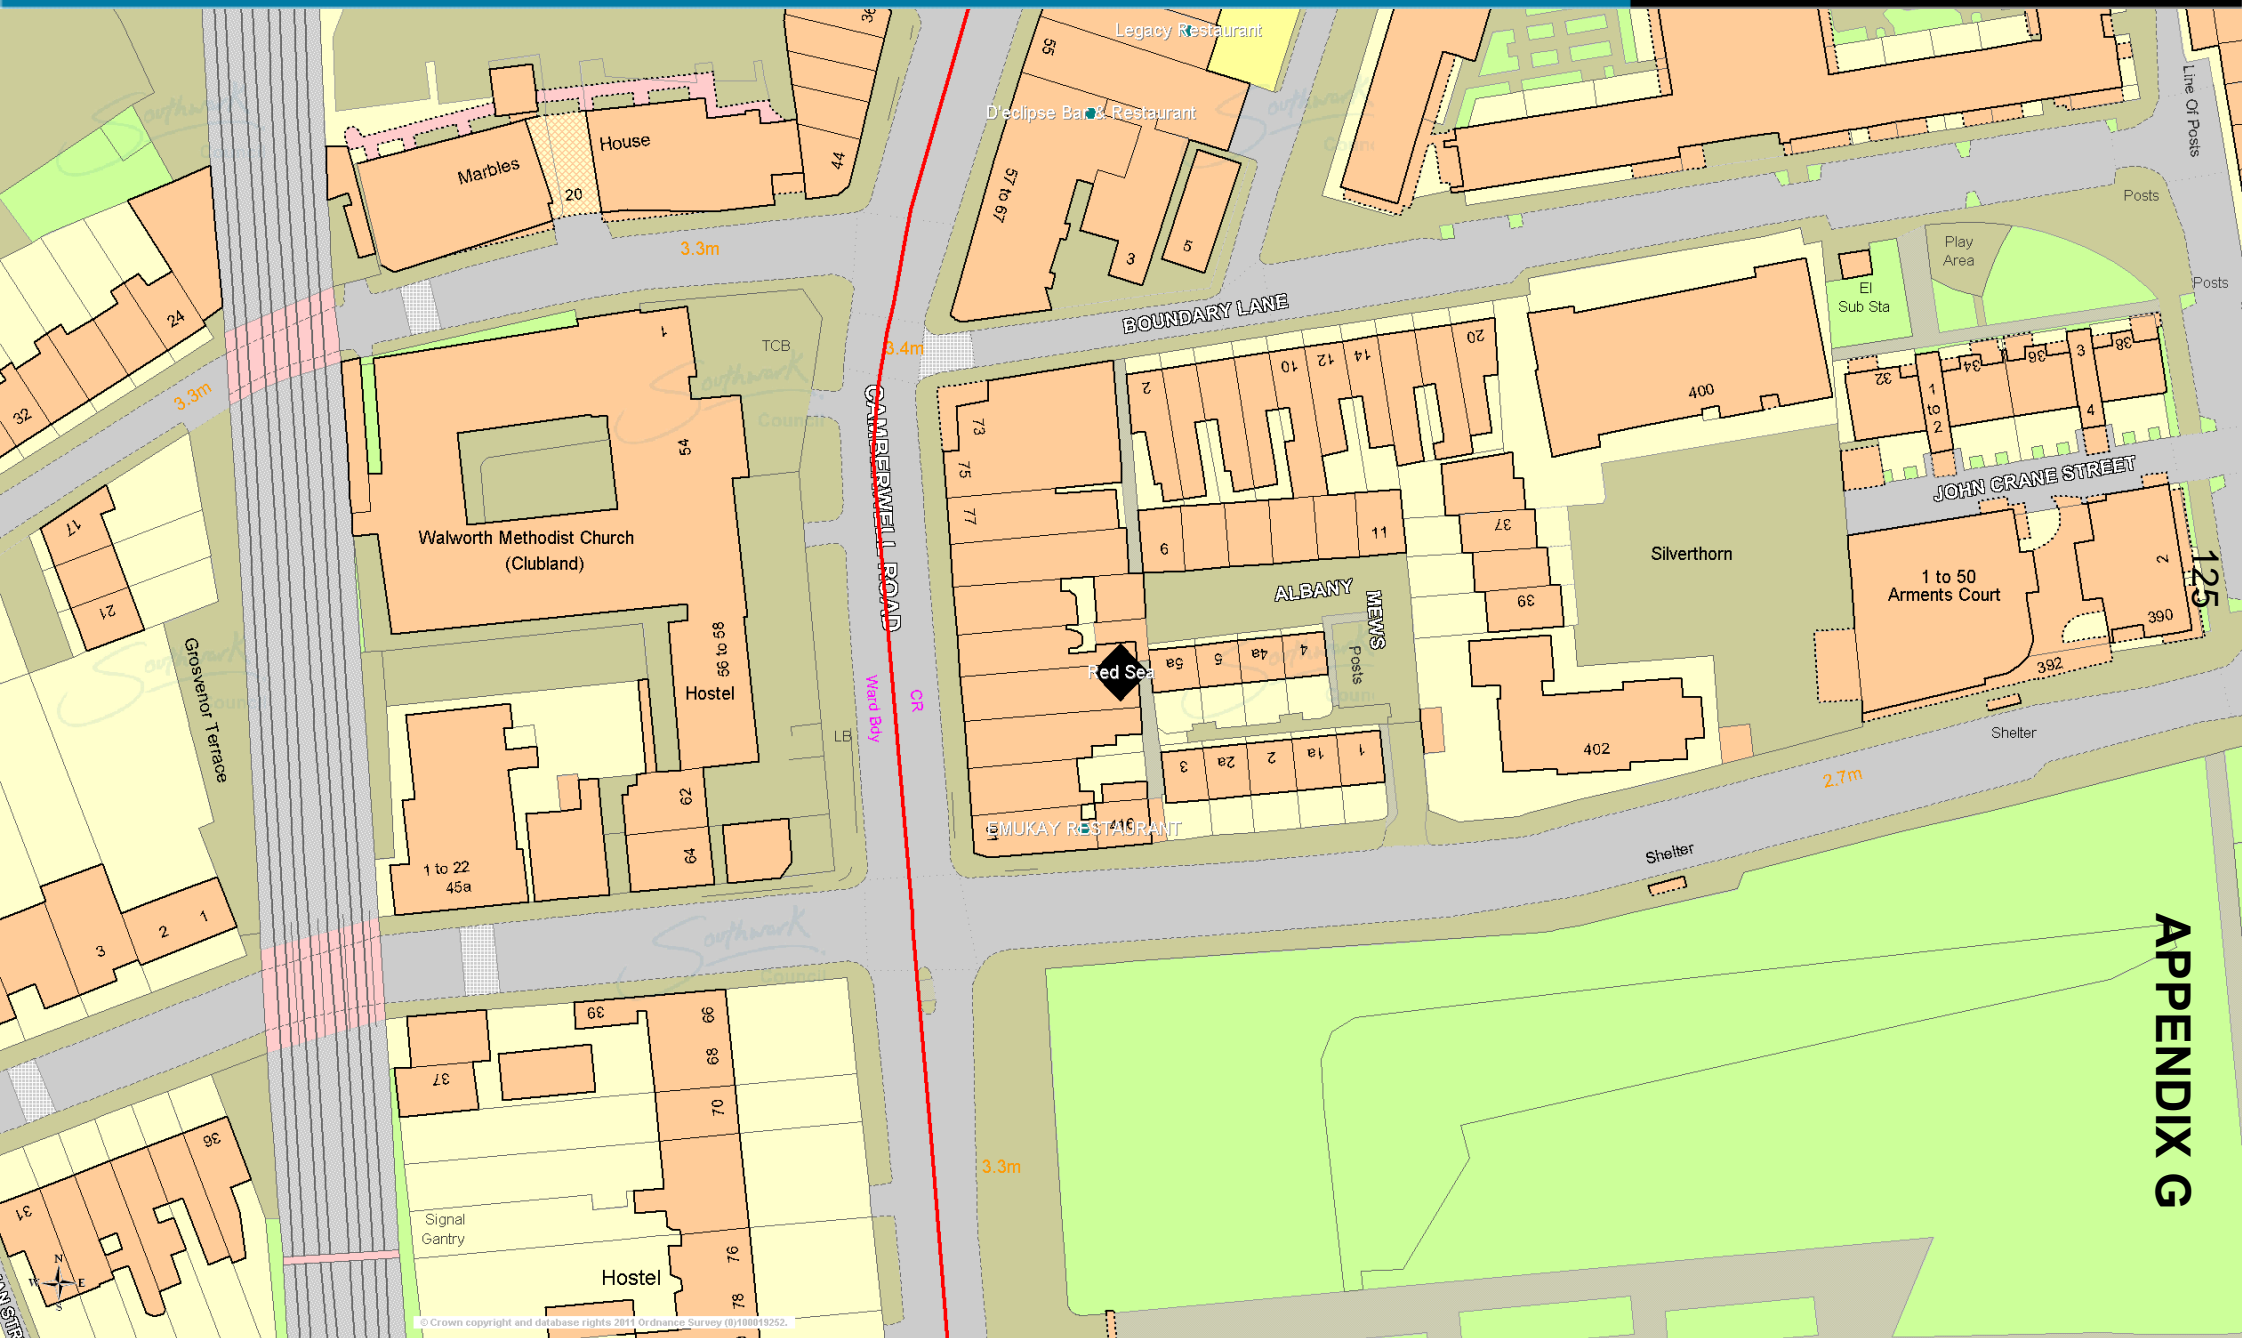 36
55
Legacy Restaurant
D'eclipse Bar & Restaurant
Line Of Posts
Marbles
House
20
44
57 to 67
3
5
3.3m
Posts
Play
Area
Posts
El
Sub Sta
BOUNDARY LANE
24
32
3.3m
1
TCB
3.4m
CAMBERWELL ROAD
54
73
75
77
2
10
12
14
20
400
32
34
36
38
1
to
2
3
4
JOHN CRANE STREET
Walworth Methodist Church
(Clubland)
9
11
37
39
Silverthorn
1 to 50
Arments Court
2
125
390
392
17
21
Grosvenor Terrace
56 to 58
Hostel
ALBANY
MEWS
Posts
Red Sea
5a
5
4a
4
Ward Bdy
CR
LB
402
Shelter
2.7m
3
2a
2
1a
1
62
64
1 to 22
45a
EMUKAY RESTAURANT
416
Shelter
1
2
3
APPENDIX G
39
37
66
68
70
3.3m
36
31
Signal
Gantry
Hostel
76
78
N
W
E
S
Southwark
Council
© Crown copyright and database rights 2011 Ordnance Survey (0)100019252.